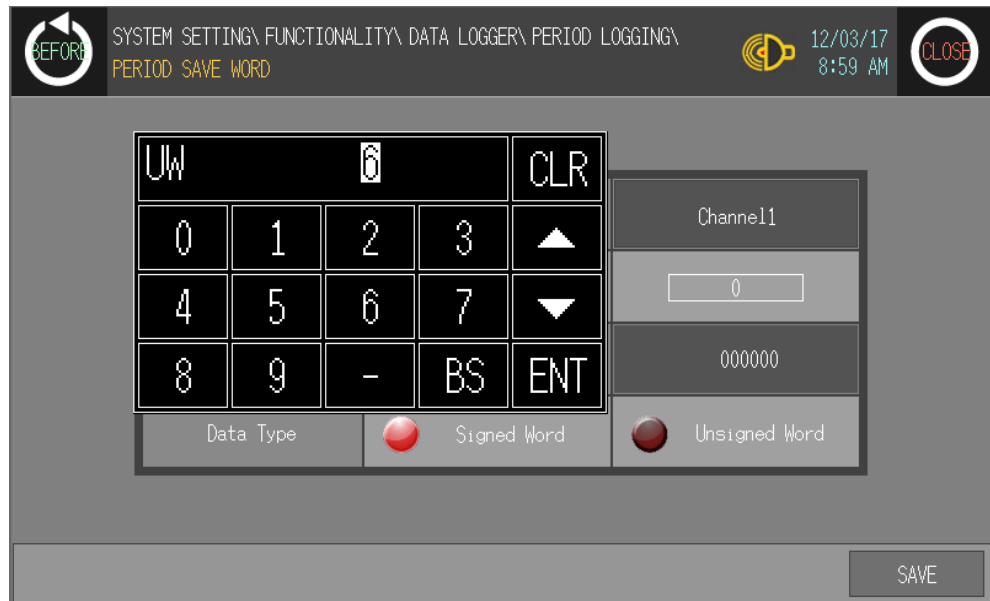 BEFORE
SYSTEM SETTING\ FUNCTIONALITY\ DATA LOGGER\ PERIOD LOGGING\
PERIOD SAVE WORD
12/03/17
8:59 AM
CLOSE
UW 6 CLR
0 1 2 3
4 5 6 7
8 9 - BS ENT
Channel1
0
000000
Data Type Signed Word Unsigned Word
SAVE